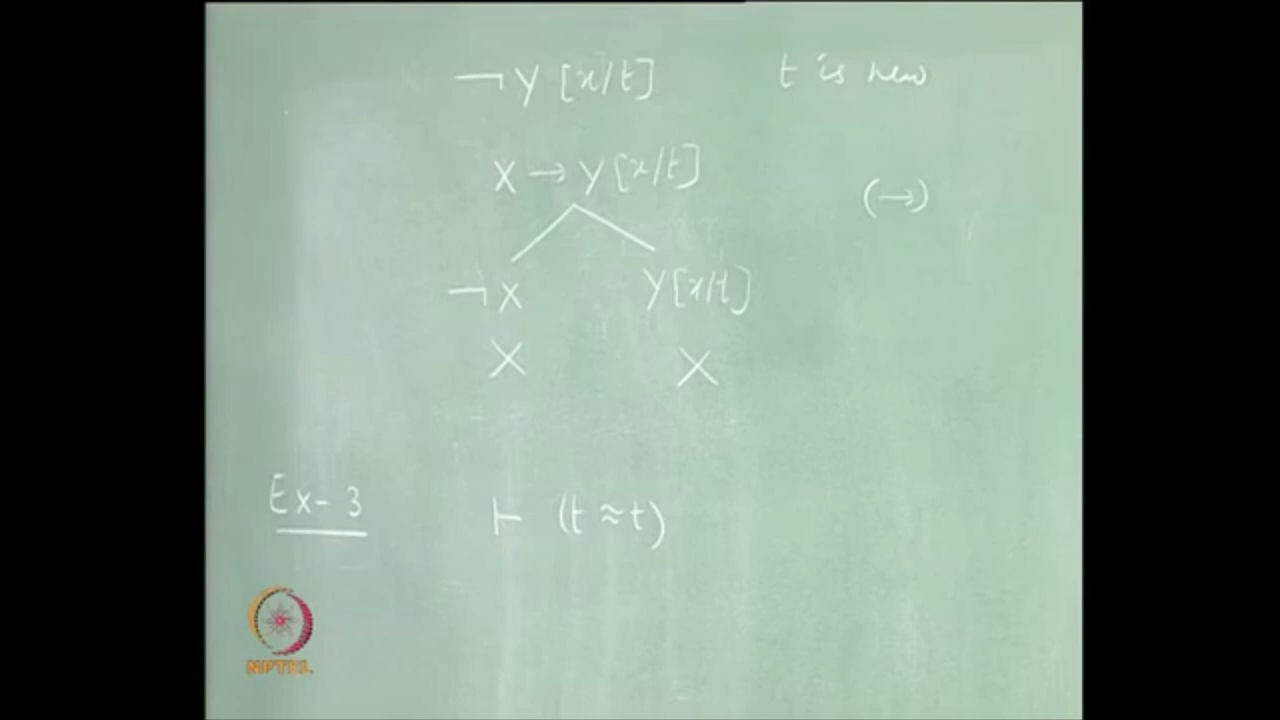 ¬Y [x/t] t is new
X → Y [x/t] (→)
¬X Y [x/t]
X X
Ex-3 ⊢ (t ≈ t)
NPTEL